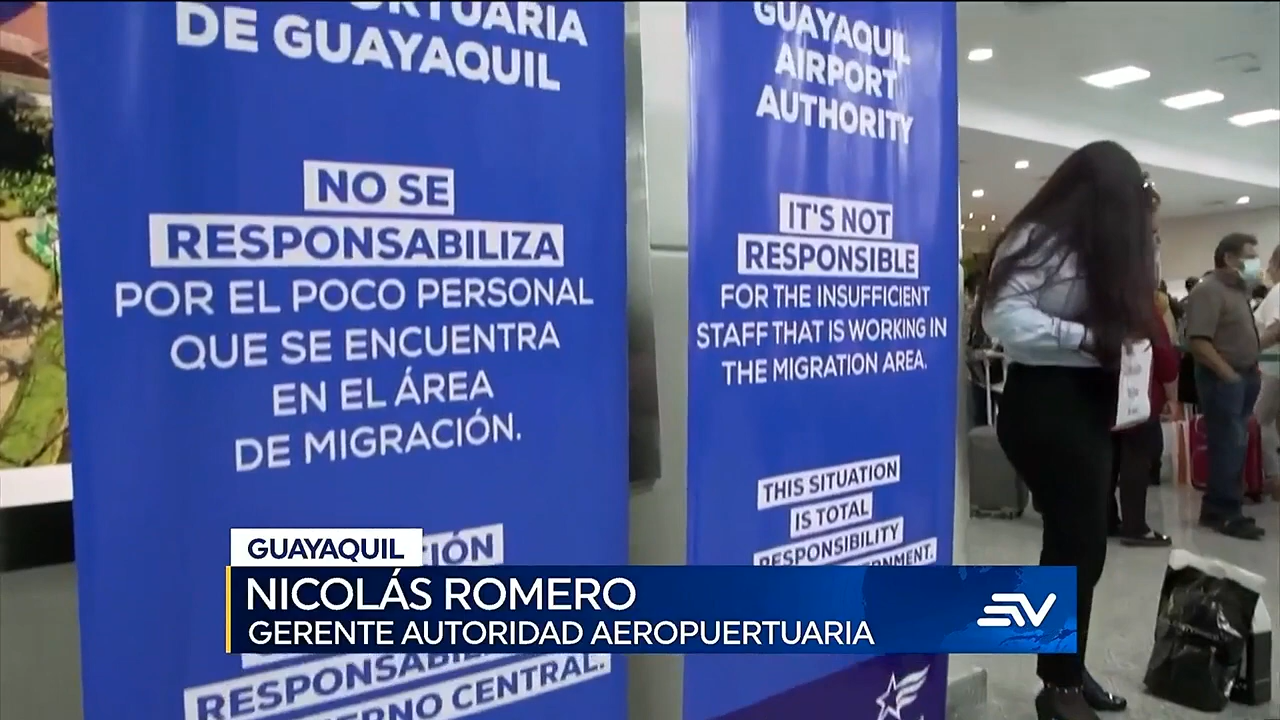 DE GUAYAQUIL
NO SE
RESPONSABILIZA
POR EL POCO PERSONAL
QUE SE ENCUENTRA
EN EL ÁREA
DE MIGRACIÓN.
GUAYAQUIL
AIRPORT
AUTHORITY
IT'S NOT
RESPONSIBLE
FOR THE INSUFFICIENT
STAFF THAT IS WORKING IN
THE MIGRATION AREA.
THIS SITUATION
IS TOTAL
RESPONSIBILITY
CENTRAL.
GUAYAQUIL
NICOLÁS ROMERO
GERENTE AUTORIDAD AEROPUERTUARIA